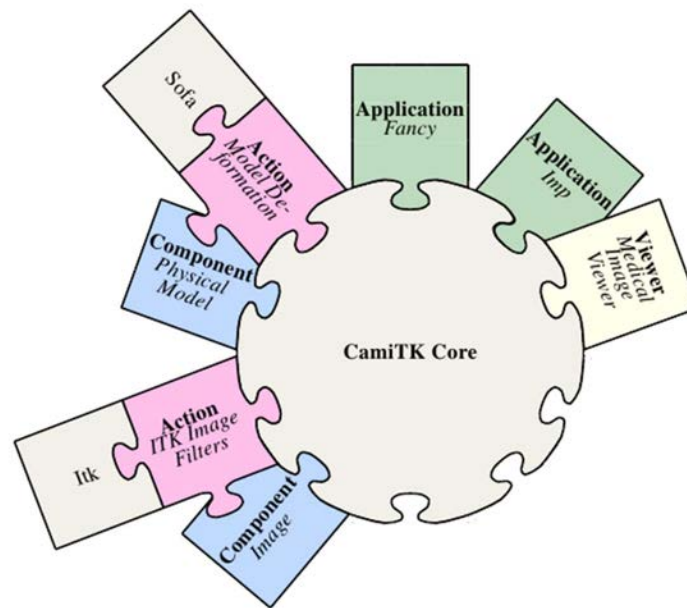 Sofa
Action
Model De-
formation
Application
Fancy
Application
Imp
Viewer
Medical
Image
Viewer
Component
Physical
Model
CamiTK Core
Action
ITK Image
Filters
Itk
Component
Image